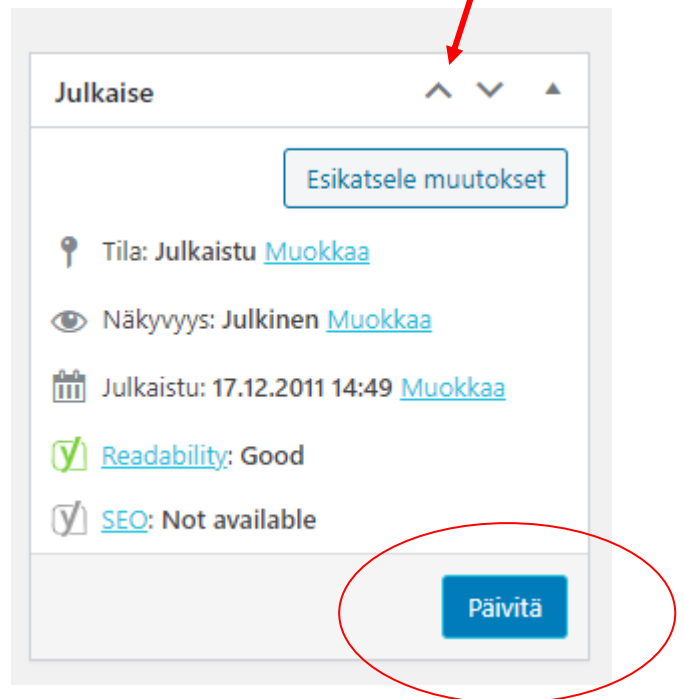 Julkaise
Esikatsele muutokset
Tila: Julkaistu Muokkaa
Näkyvyys: Julkinen Muokkaa
Julkaistu: 17.12.2011 14:49 Muokkaa
Readability: Good
SEO: Not available
Päivitä